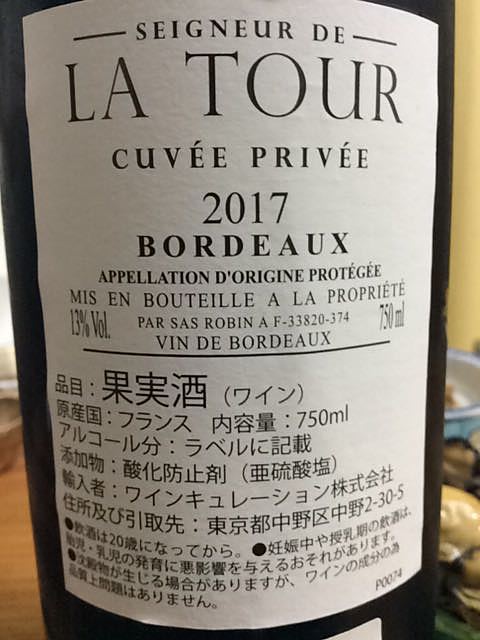 SEIGNEUR DE
LA TOUR
CUVÉE PRIVÉE
2017
BORDEAUX
APPELLATION D'ORIGINE PROTÉGÉE
MIS EN BOUTEILLE A LA PROPRIÉTÉ
13% Vol. PAR SAS ROBIN A F-33820-374 750 ml
VIN DE BORDEAUX
品目：果実酒（ワイン）
原産国：フランス 内容量：750ml
アルコール分：ラベルに記載
添加物：酸化防止剤（亜硫酸塩）
輸入者：ワインキュレーション株式会社
住所及び引取先：東京都中野区中野2-30-5
●飲酒は20歳になってから。●妊娠中や授乳期の飲酒は、
胎児・乳児の発育に悪影響を与えるおそれがあります。
●沈殿物が生じる場合がありますが、ワインの成分の為
品質上問題はありません。
P0074